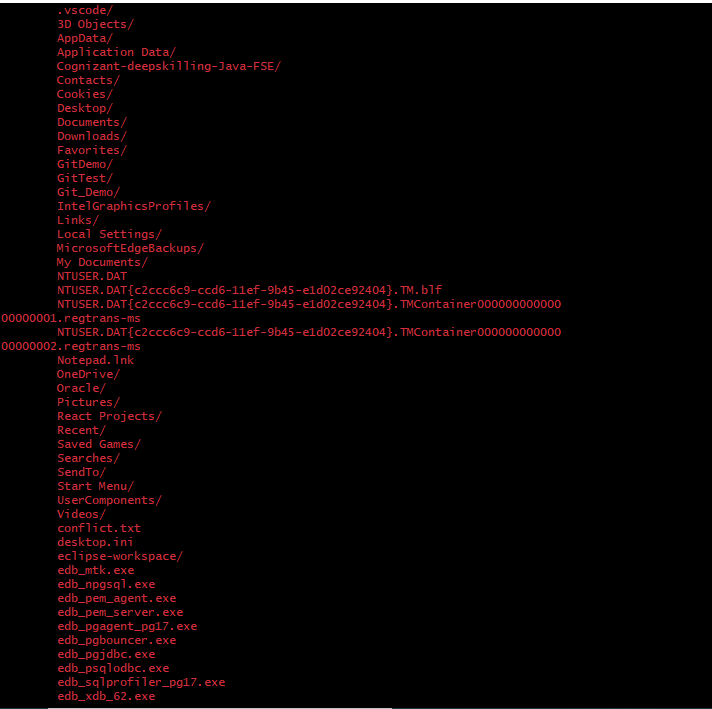 .vscode/
3D Objects/
AppData/
Application Data/
Cognizant-deepskilling-Java-FSE/
Contacts/
Cookies/
Desktop/
Documents/
Downloads/
Favorites/
GitDemo/
GitTest/
Git_Demo/
IntelGraphicsProfiles/
Links/
Local Settings/
MicrosoftEdgeBackups/
My Documents/
NTUSER.DAT
NTUSER.DAT{c2ccc6c9-ccd6-11ef-9b45-e1d02ce92404}.TM.blf
NTUSER.DAT{c2ccc6c9-ccd6-11ef-9b45-e1d02ce92404}.TMContainer000000000000
00000001.regtrans-ms
NTUSER.DAT{c2ccc6c9-ccd6-11ef-9b45-e1d02ce92404}.TMContainer000000000000
00000002.regtrans-ms
Notepad.lnk
OneDrive/
Oracle/
Pictures/
React Projects/
Recent/
Saved Games/
Searches/
SendTo/
Start Menu/
UserComponents/
Videos/
conflict.txt
desktop.ini
eclipse-workspace/
edb_mtk.exe
edb_npgsql.exe
edb_pem_agent.exe
edb_pem_server.exe
edb_pgagent_pg17.exe
edb_pgbouncer.exe
edb_pgjdbc.exe
edb_psqlodbc.exe
edb_sqlprofiler_pg17.exe
edb_xdb_62.exe